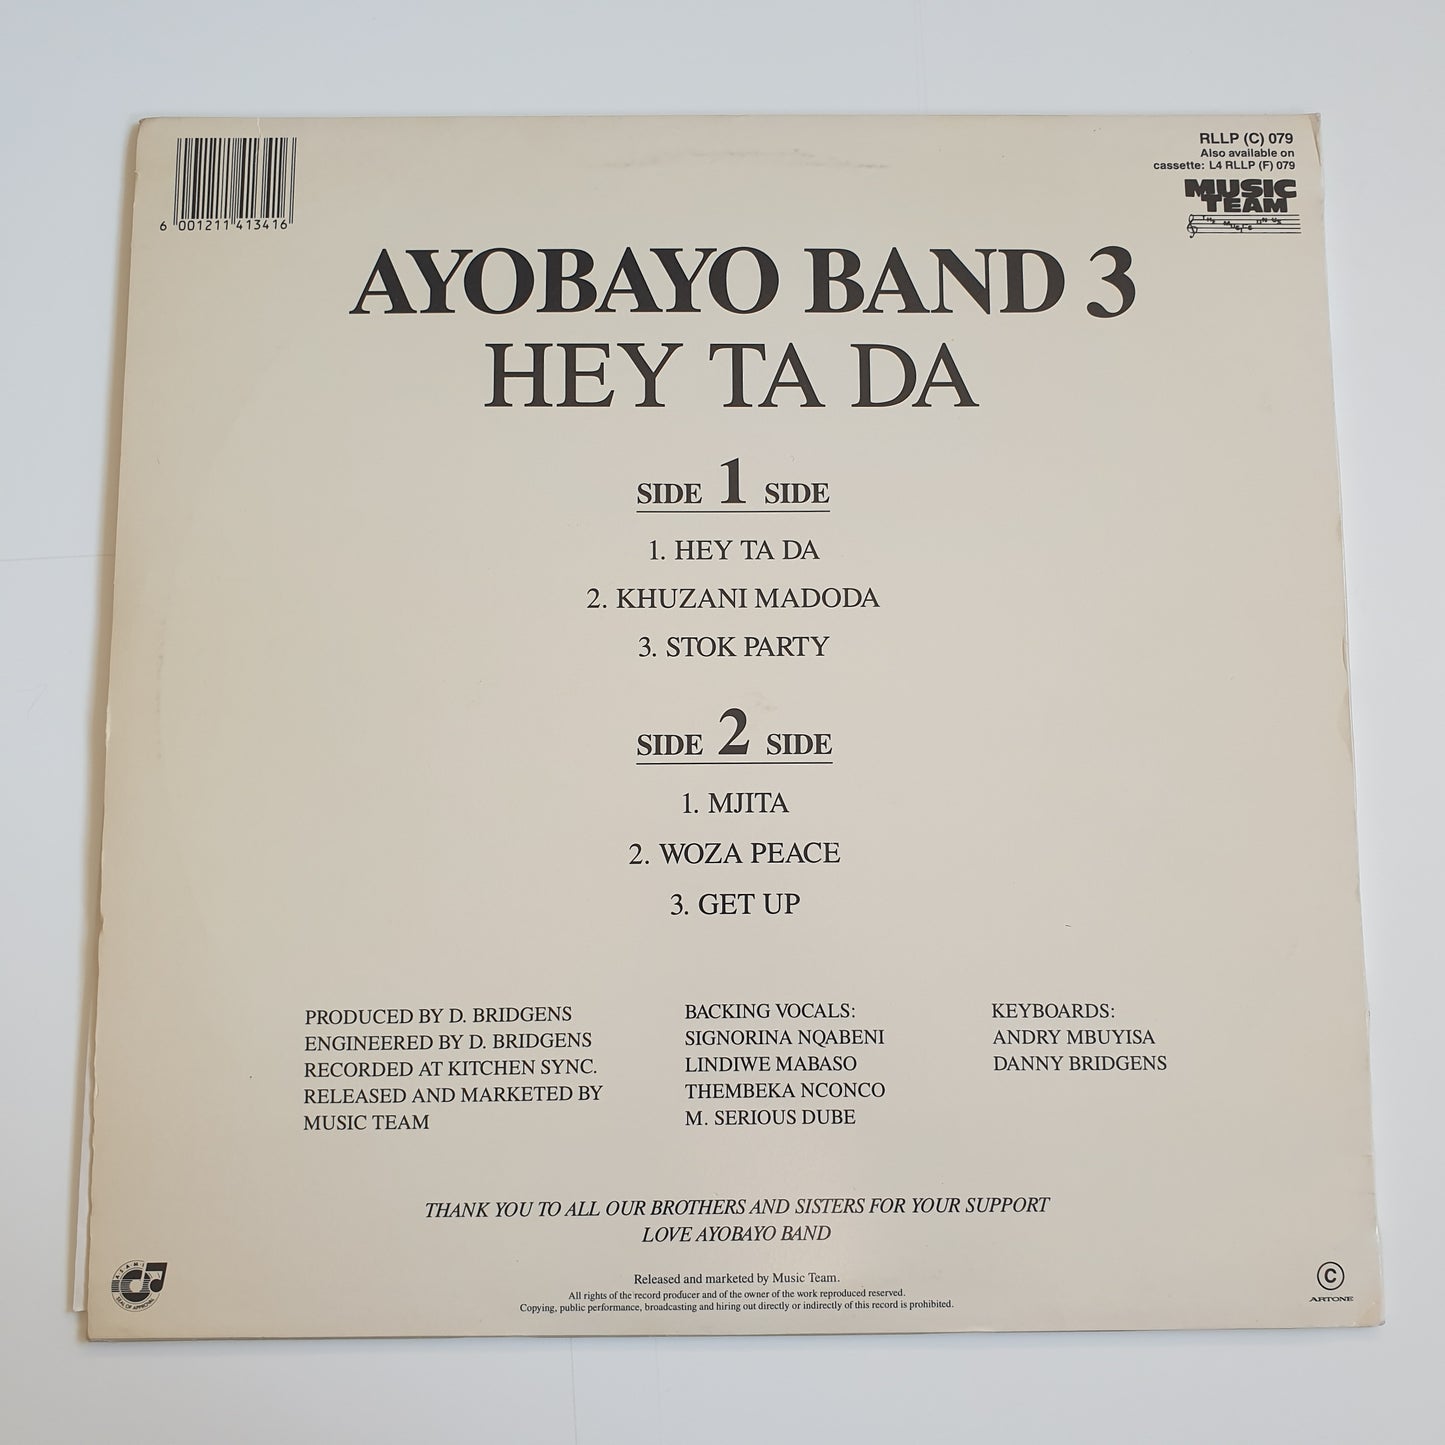 6 001211 413416
RLLP (C) 079
Also available on
cassette: L4 RLLP (F) 079
MUSIC
TEAM
AYOBAYO BAND 3
HEY TA DA
SIDE 1 SIDE
1. HEY TA DA
2. KHUZANI MADODA
3. STOK PARTY
SIDE 2 SIDE
1. MJITA
2. WOZA PEACE
3. GET UP
PRODUCED BY D. BRIDGENS
ENGINEERED BY D. BRIDGENS
RECORDED AT KITCHEN SYNC.
RELEASED AND MARKETED BY
MUSIC TEAM
BACKING VOCALS:
SIGNORINA NQABENI
LINDIWE MABASO
THEMBEKA NCONCO
M. SERIOUS DUBE
KEYBOARDS:
ANDRY MBUYISA
DANNY BRIDGENS
THANK YOU TO ALL OUR BROTHERS AND SISTERS FOR YOUR SUPPORT
LOVE AYOBAYO BAND
Released and marketed by Music Team.
All rights of the record producer and of the owner of the work reproduced reserved.
Copying, public performance, broadcasting and hiring out directly or indirectly of this record is prohibited.
A.S.A.M.I.
SEAL OF APPROVAL
C
ARTONE